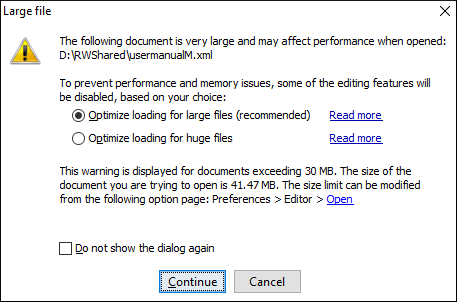 Large file
The following document is very large and may affect performance when opened:
D:\RWShared\usermanualM.xml
To prevent performance and memory issues, some of the editing features will
be disabled, based on your choice:
Optimize loading for large files (recommended) Read more
Optimize loading for huge files Read more
This warning is displayed for documents exceeding 30 MB. The size of the
document you are trying to open is 41.47 MB. The size limit can be modified
from the following option page: Preferences > Editor > Open
Do not show the dialog again
Continue Cancel